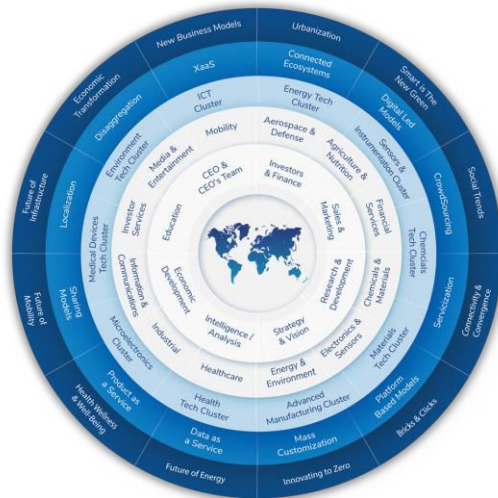 New Business Models
Urbanization
Smart is The
New Green
Social Trends
Connectivity &
Convergence
Bricks & Clicks
Innovating to Zero
Future of Energy
Health Wellness
& Well-Being
Future of
Mobility
Future of
Infrastructure
Economic
Transformation
XaaS
Connected
Ecosystems
Digital Led
Models
CrowdSourcing
Servicization
Platform
Based Models
Mass
Customization
Data as
a Service
Product as
a Service
Sharing
Models
Localization
Disaggregation
ICT
Cluster
Energy Tech
Cluster
Sensors &
Instrumentation Cluster
Chemcials
Tech Cluster
Materials
Tech Cluster
Advanced
Manufacturing Cluster
Health
Tech Cluster
Microelectronics
Cluster
Medical Devices
Tech Cluster
Environment
Tech Cluster
Mobility
Aerospace &
Defense
Agriculture &
Nutrition
Financial
Services
Chemicals &
Materials
Electronics &
Sensors
Energy &
Environment
Healthcare
Industrial
Information &
Communications
Investor
Services
Media &
Entertainment
CEO &
CEO's Team
Investors
& Finance
Sales &
Marketing
Research &
Development
Strategy
& Vision
Intelligence /
Analysis
Economic
Development
Education